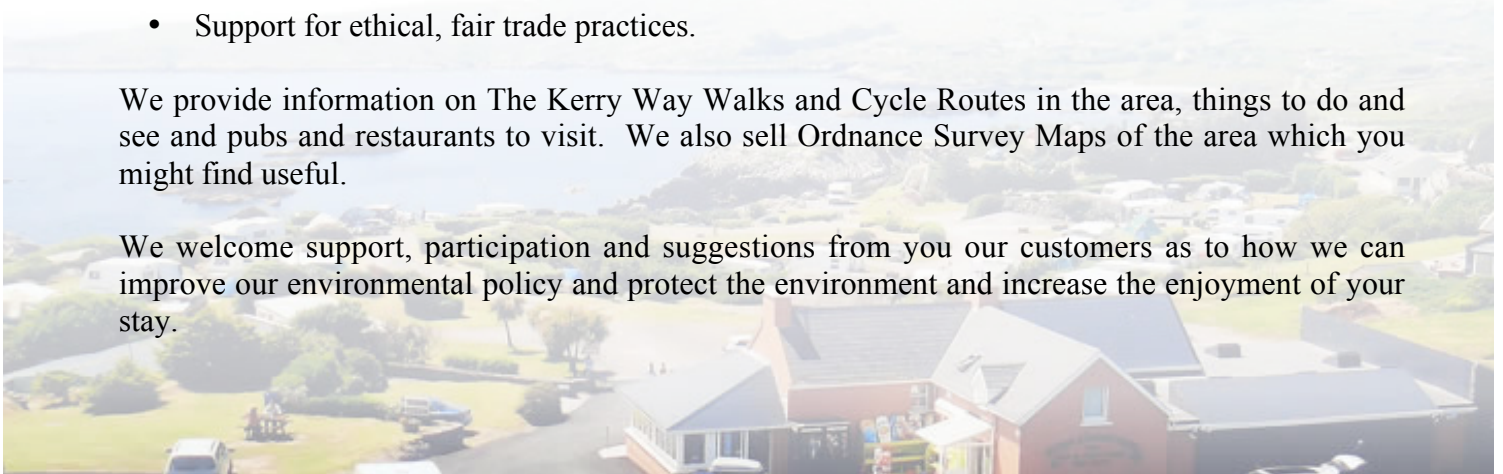 • Support for ethical, fair trade practices.
We provide information on The Kerry Way Walks and Cycle Routes in the area, things to do and
see and pubs and restaurants to visit.  We also sell Ordnance Survey Maps of the area which you
might find useful.
We welcome support, participation and suggestions from you our customers as to how we can
improve our environmental policy and protect the environment and increase the enjoyment of your
stay.